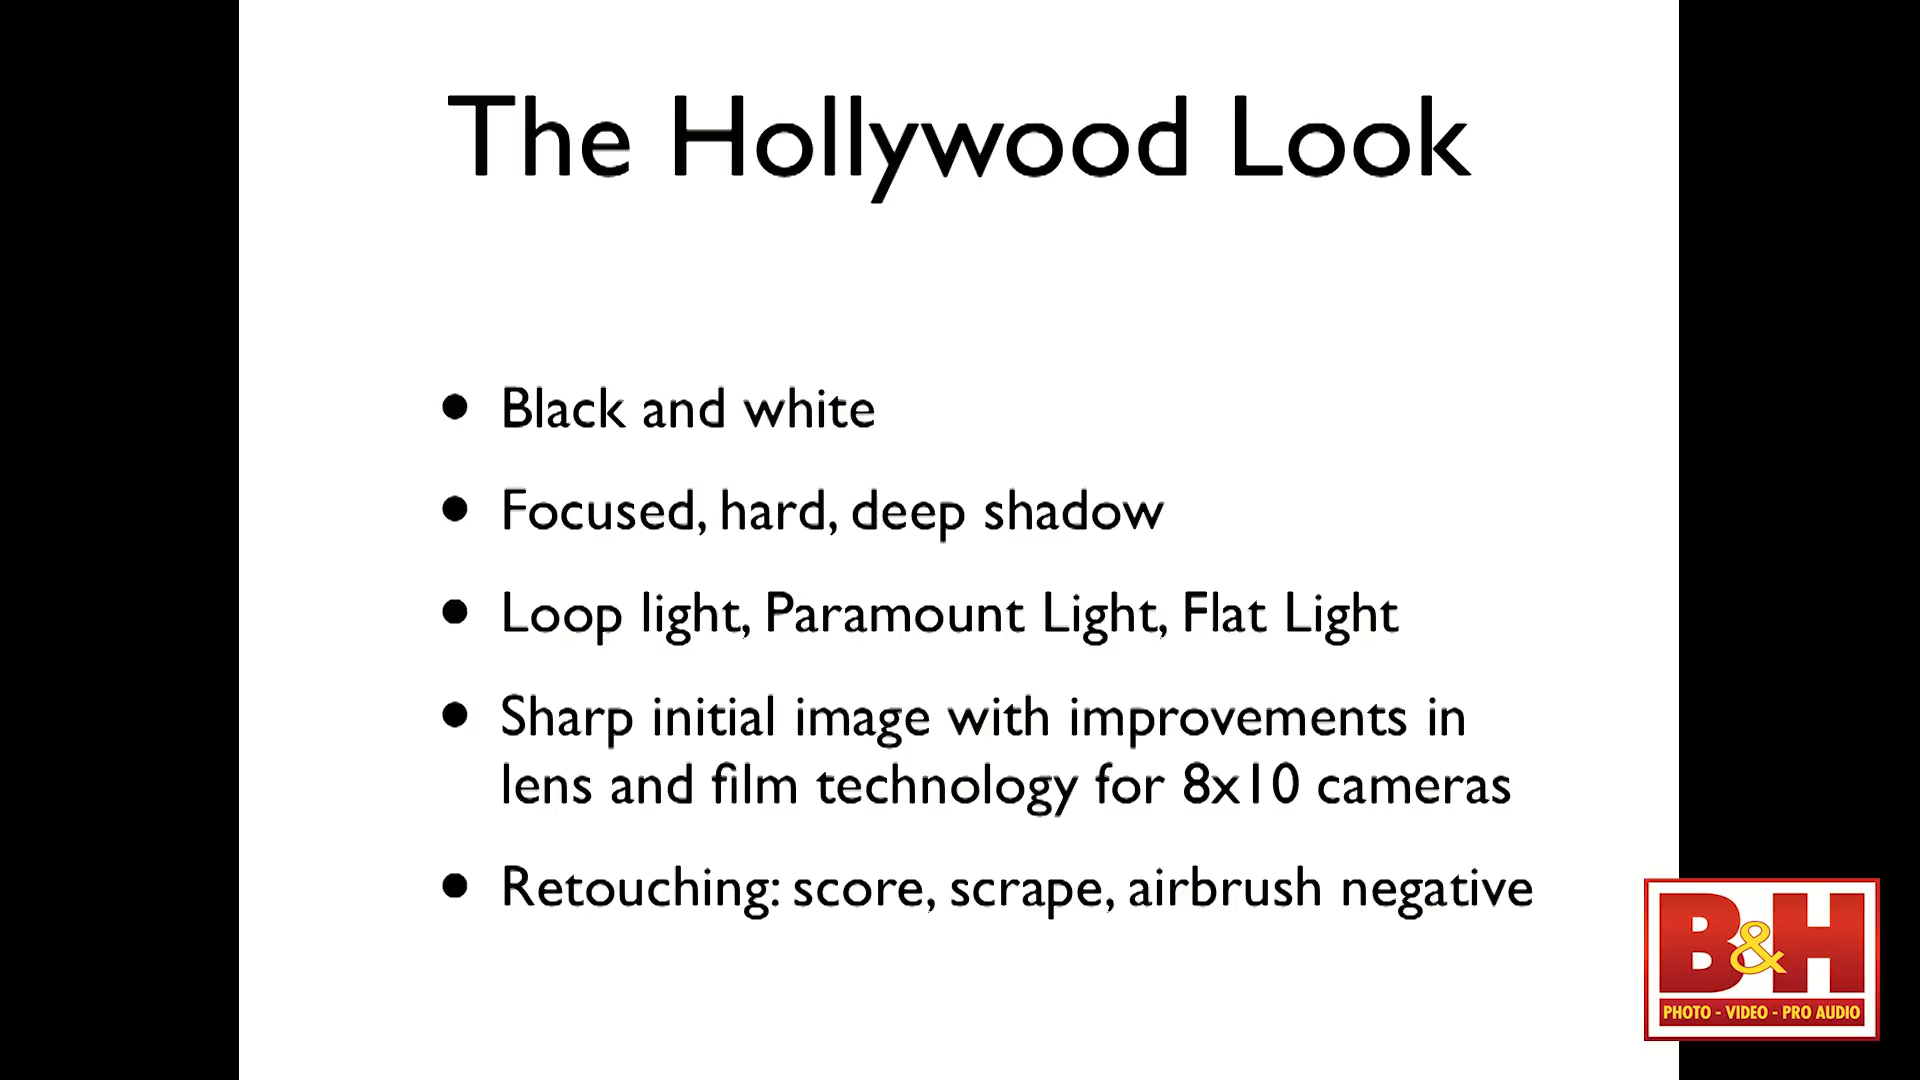 The Hollywood Look
• Black and white
• Focused, hard, deep shadow
• Loop light, Paramount Light, Flat Light
• Sharp initial image with improvements in
lens and film technology for 8x10 cameras
• Retouching: score, scrape, airbrush negative
B&H
PHOTO - VIDEO - PRO AUDIO